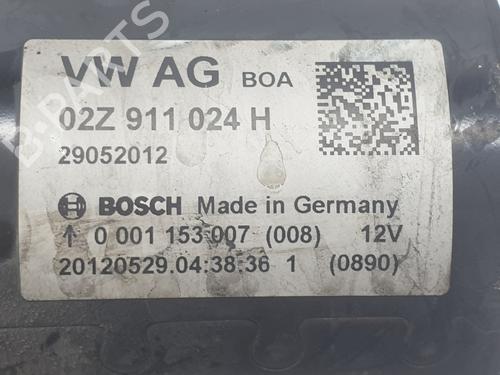 VW AG BOA
02Z 911 024 H
29052012
BOSCH Made in Germany
↑ 0 001 153 007 (008) 12V
20120529.04:38:36 1 (0890)
B-PARTS